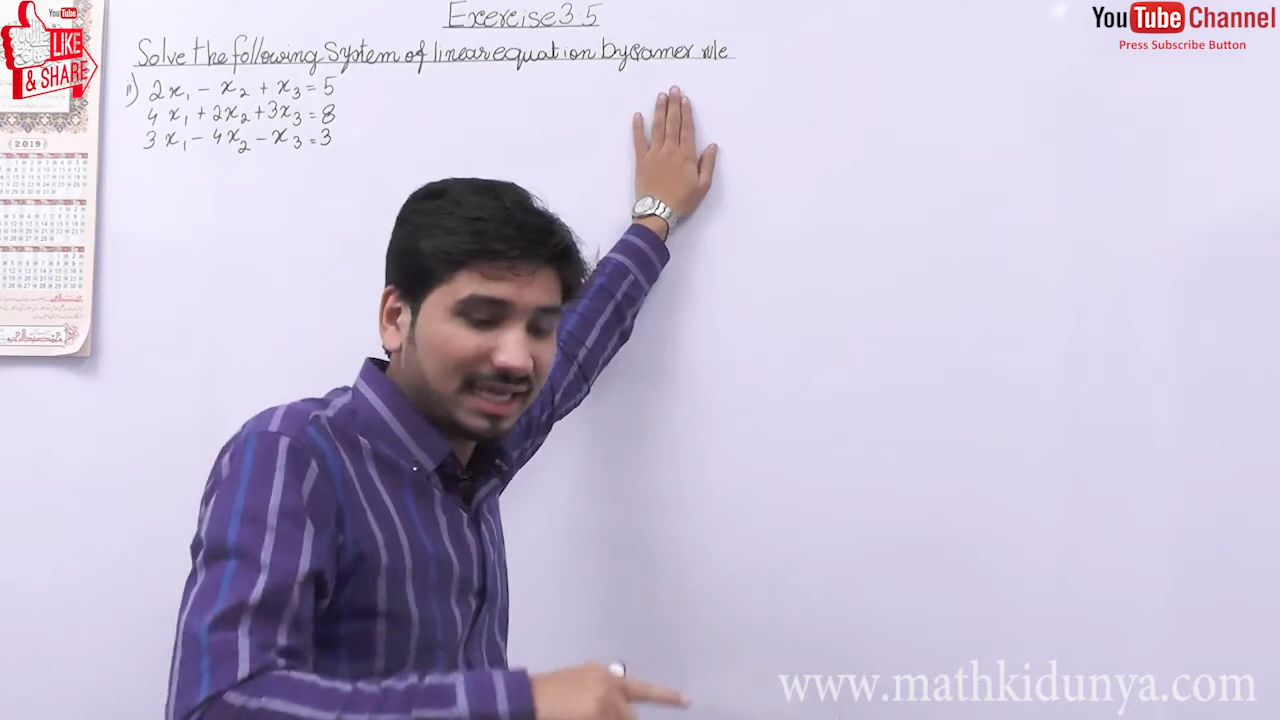 Exercise 3.5
Solve the following System of linear equation by cramer rule
ii) 2x₁ - x₂ + x₃ = 5
4x₁ + 2x₂ + 3x₃ = 8
3x₁ - 4x₂ - x₃ = 3
YouTube
LIKE
& SHARE
2019
YouTube Channel
Press Subscribe Button
www.mathkidunya.com